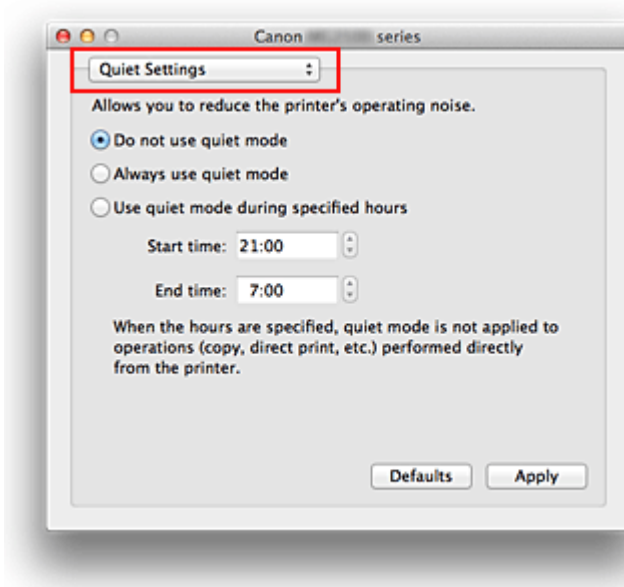 Canon series
Quiet Settings
Allows you to reduce the printer's operating noise.
Do not use quiet mode
Always use quiet mode
Use quiet mode during specified hours
Start time: 21:00
End time: 7:00
When the hours are specified, quiet mode is not applied to
operations (copy, direct print, etc.) performed directly
from the printer.
Defaults Apply